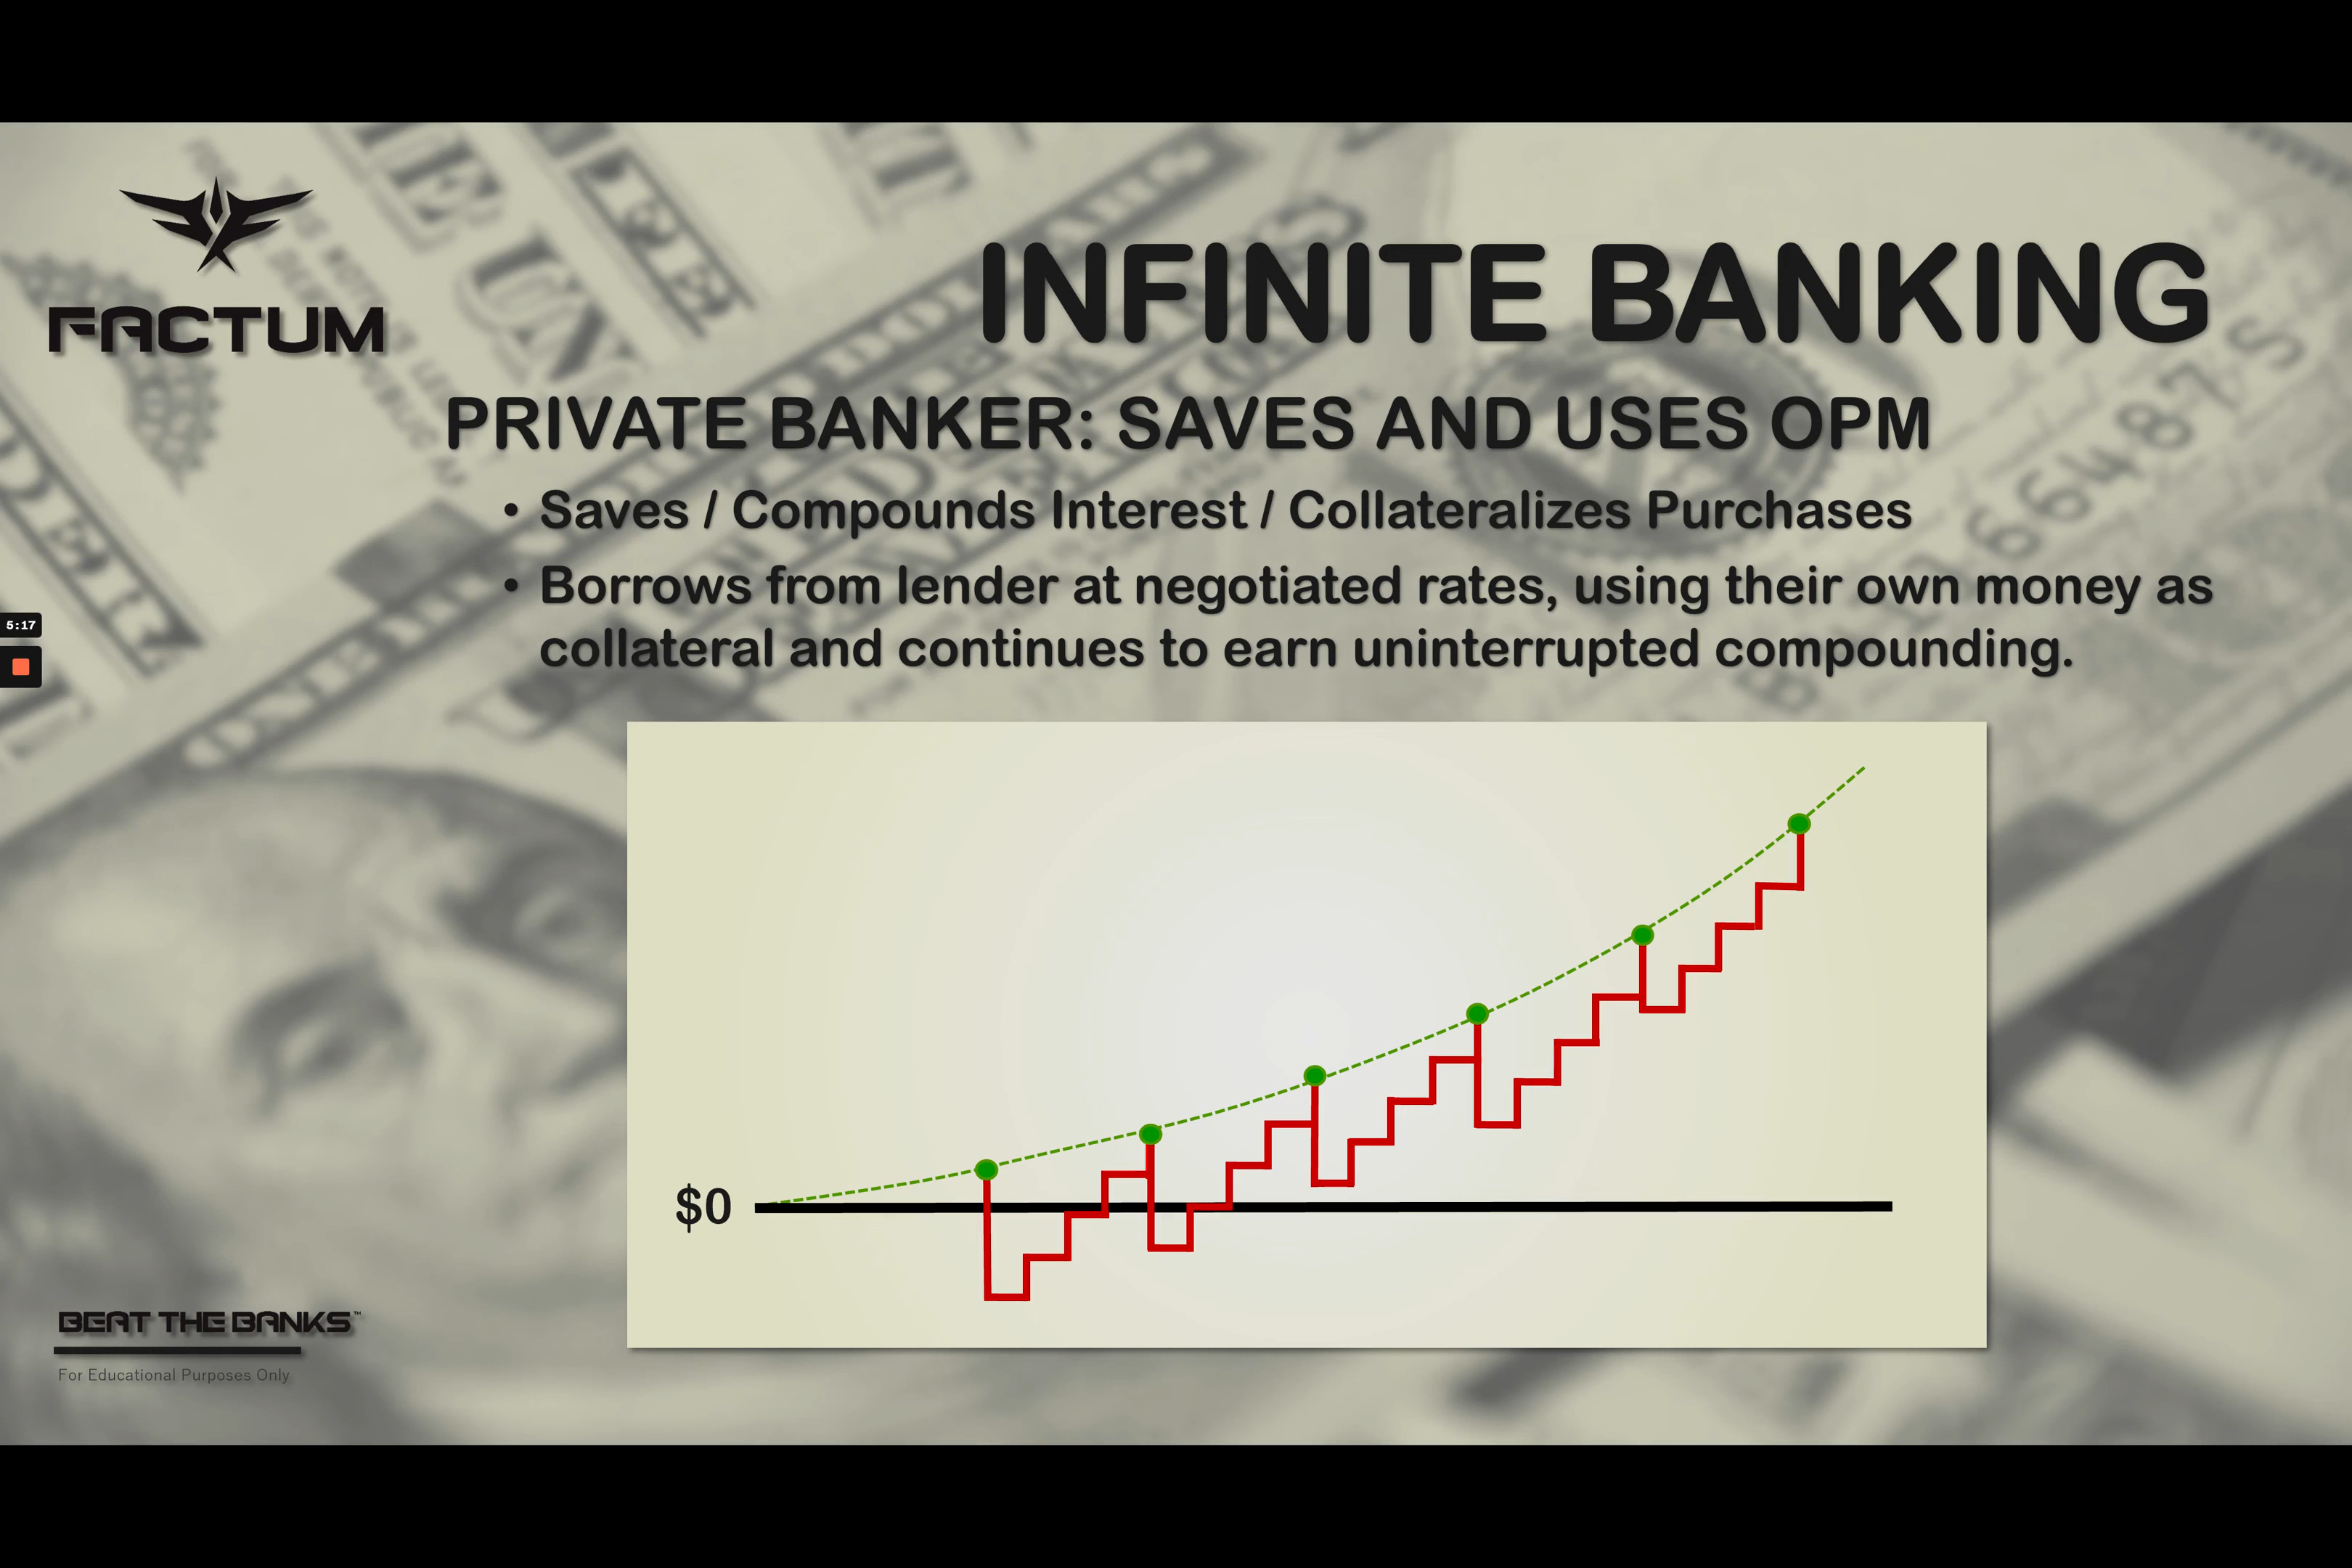 FACTUM
INFINITE BANKING
PRIVATE BANKER: SAVES AND USES OPM
• Saves / Compounds Interest / Collateralizes Purchases
• Borrows from lender at negotiated rates, using their own money as
collateral and continues to earn uninterrupted compounding.
5:17
$0
BEAT THE BANKS™
For Educational Purposes Only